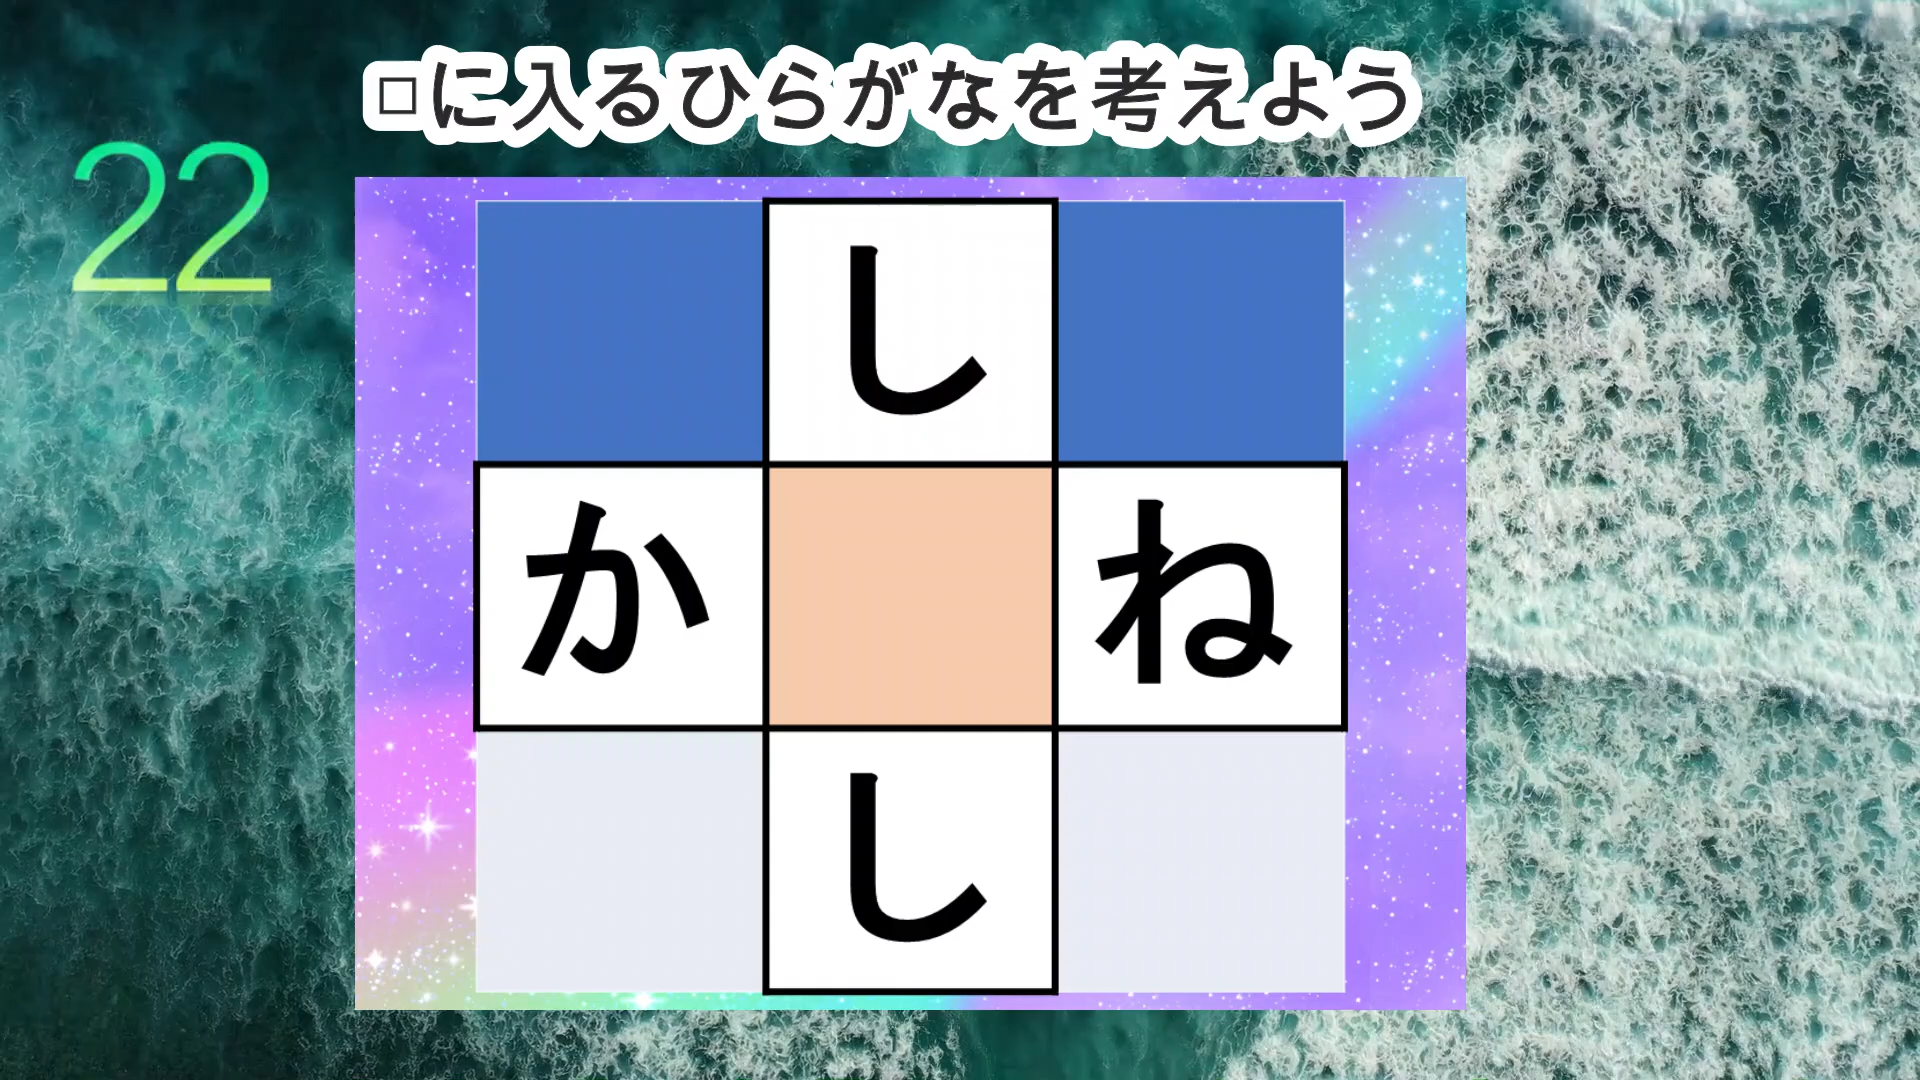 □に入るひらがなを考えよう
22
し
か ね
し